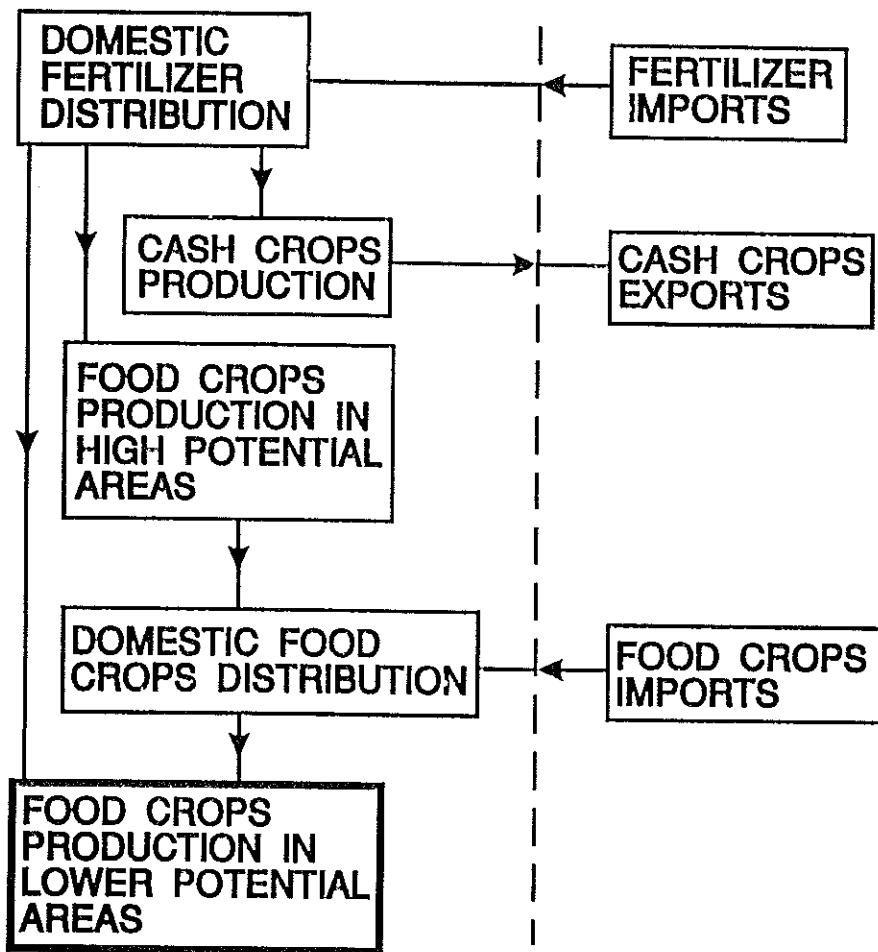 DOMESTIC
FERTILIZER
DISTRIBUTION
FERTILIZER
IMPORTS
CASH CROPS
PRODUCTION
CASH CROPS
EXPORTS
FOOD CROPS
PRODUCTION IN
HIGH POTENTIAL
AREAS
DOMESTIC FOOD
CROPS DISTRIBUTION
FOOD CROPS
IMPORTS
FOOD CROPS
PRODUCTION IN
LOWER POTENTIAL
AREAS